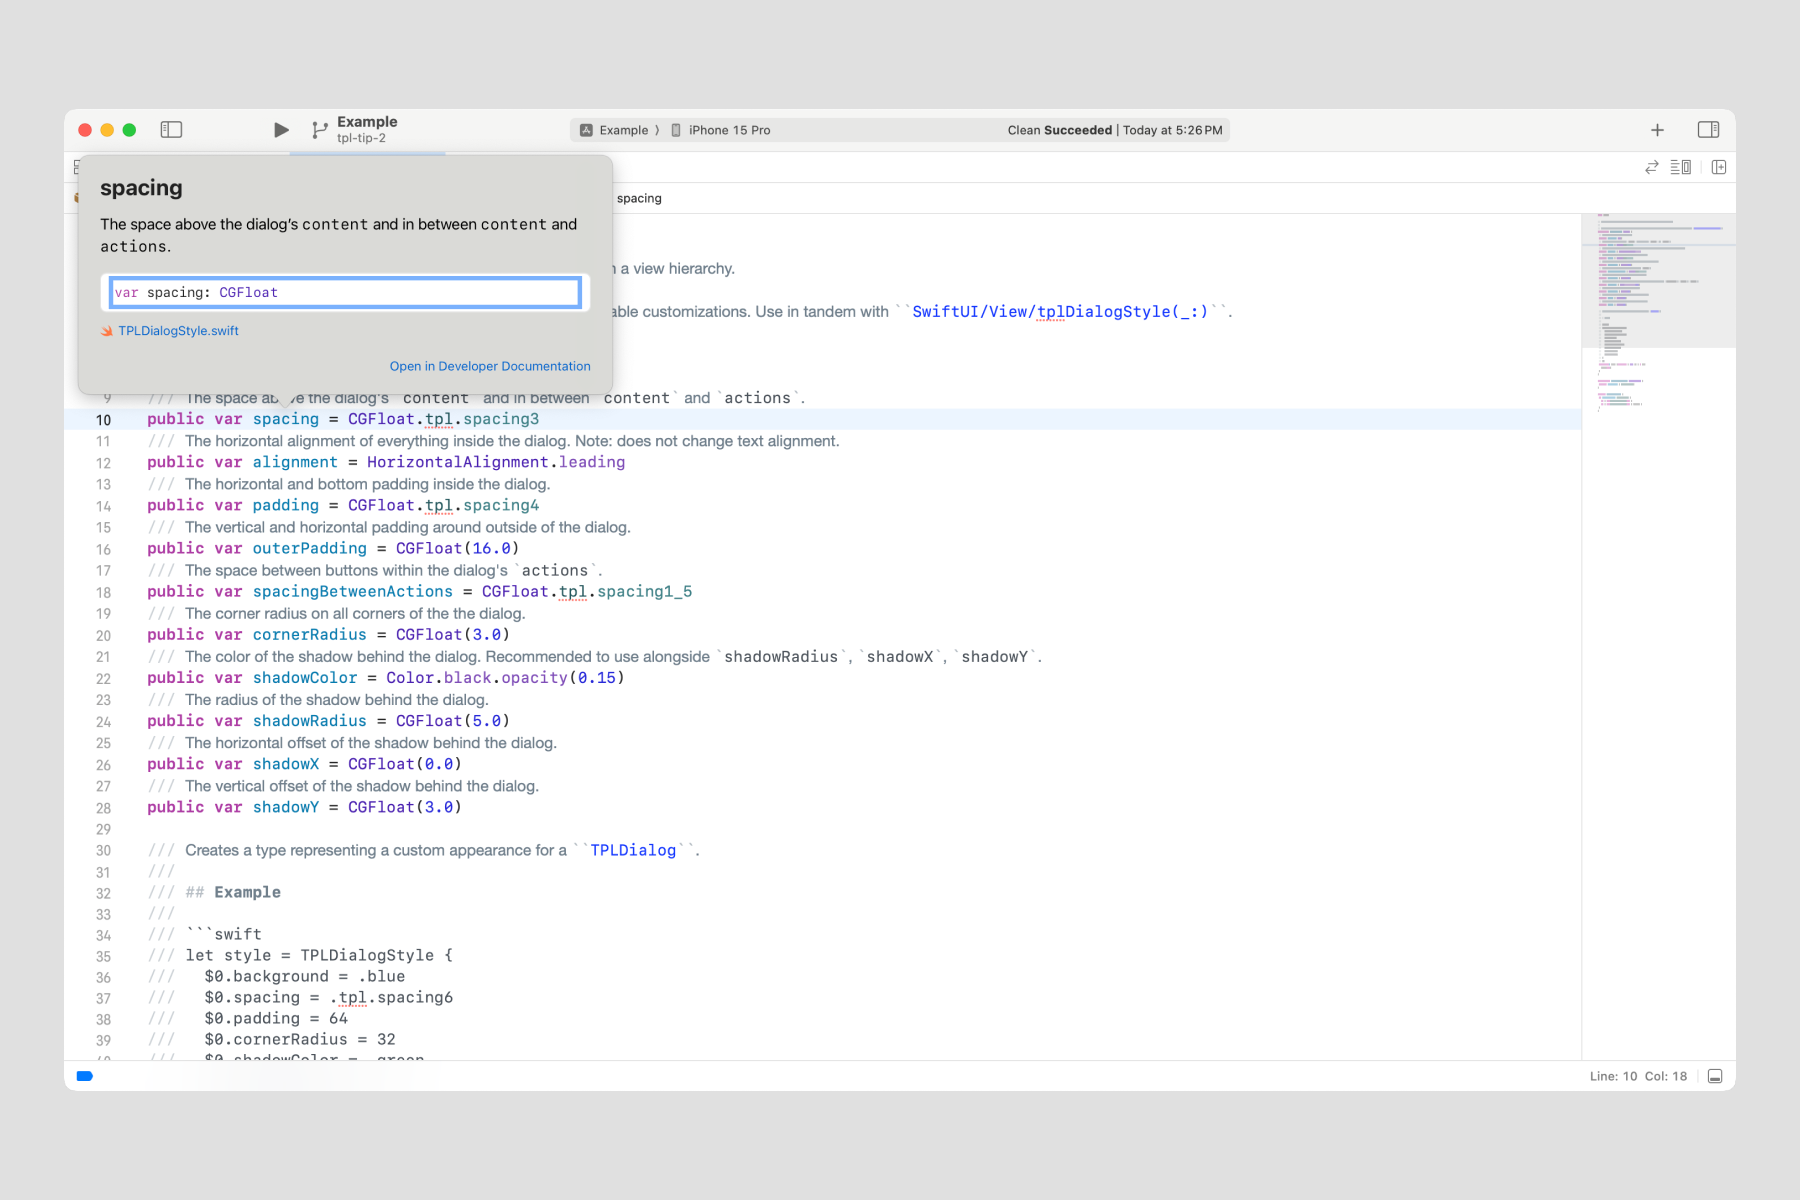 Example
tpl-tip-2
Example 〉 iPhone 15 Pro
Clean Succeeded | Today at 5:26 PM
spacing
spacing
The space above the dialog's content and in between content and
actions.
var spacing: CGFloat
TPLDialogStyle.swift
Open in Developer Documentation
a view hierarchy.
able customizations. Use in tandem with ``SwiftUI/View/tplDialogStyle(_:)``.
9 /// The space above the dialog's `content` and in between `content` and `actions`.
10 public var spacing = CGFloat.tpl.spacing3
11 /// The horizontal alignment of everything inside the dialog. Note: does not change text alignment.
12 public var alignment = HorizontalAlignment.leading
13 /// The horizontal and bottom padding inside the dialog.
14 public var padding = CGFloat.tpl.spacing4
15 /// The vertical and horizontal padding around outside of the dialog.
16 public var outerPadding = CGFloat(16.0)
17 /// The space between buttons within the dialog's `actions`.
18 public var spacingBetweenActions = CGFloat.tpl.spacing1_5
19 /// The corner radius on all corners of the the dialog.
20 public var cornerRadius = CGFloat(3.0)
21 /// The color of the shadow behind the dialog. Recommended to use alongside `shadowRadius`, `shadowX`, `shadowY`.
22 public var shadowColor = Color.black.opacity(0.15)
23 /// The radius of the shadow behind the dialog.
24 public var shadowRadius = CGFloat(5.0)
25 /// The horizontal offset of the shadow behind the dialog.
26 public var shadowX = CGFloat(0.0)
27 /// The vertical offset of the shadow behind the dialog.
28 public var shadowY = CGFloat(3.0)
29
30 /// Creates a type representing a custom appearance for a ``TPLDialog``.
31 ///
32 /// ## Example
33 ///
34 /// ```swift
35 /// let style = TPLDialogStyle {
36 ///   $0.background = .blue
37 ///   $0.spacing = .tpl.spacing6
38 ///   $0.padding = 64
39 ///   $0.cornerRadius = 32
40 ///   $0.shadowColor = .green
Line: 10 Col: 18